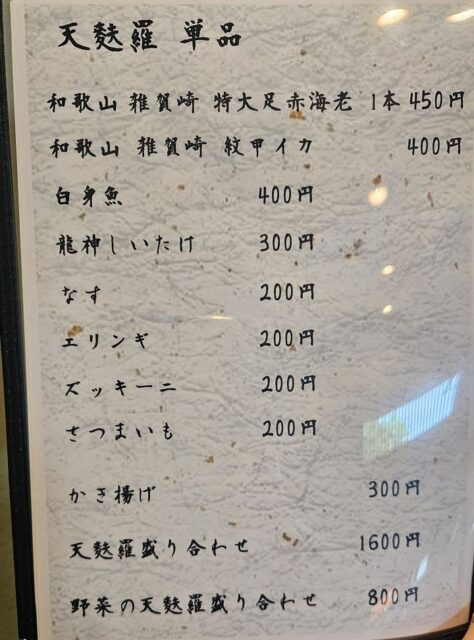 天麩羅 単品
和歌山 雑賀崎 特大足赤海老 1本 450円
和歌山 雑賀崎 紋甲イカ 400円
白身魚 400円
龍神しいたけ 300円
なす 200円
エリンギ 200円
ズッキーニ 200円
さつまいも 200円
かき揚げ 300円
天麩羅盛り合わせ 1600円
野菜の天麩羅盛り合わせ 800円